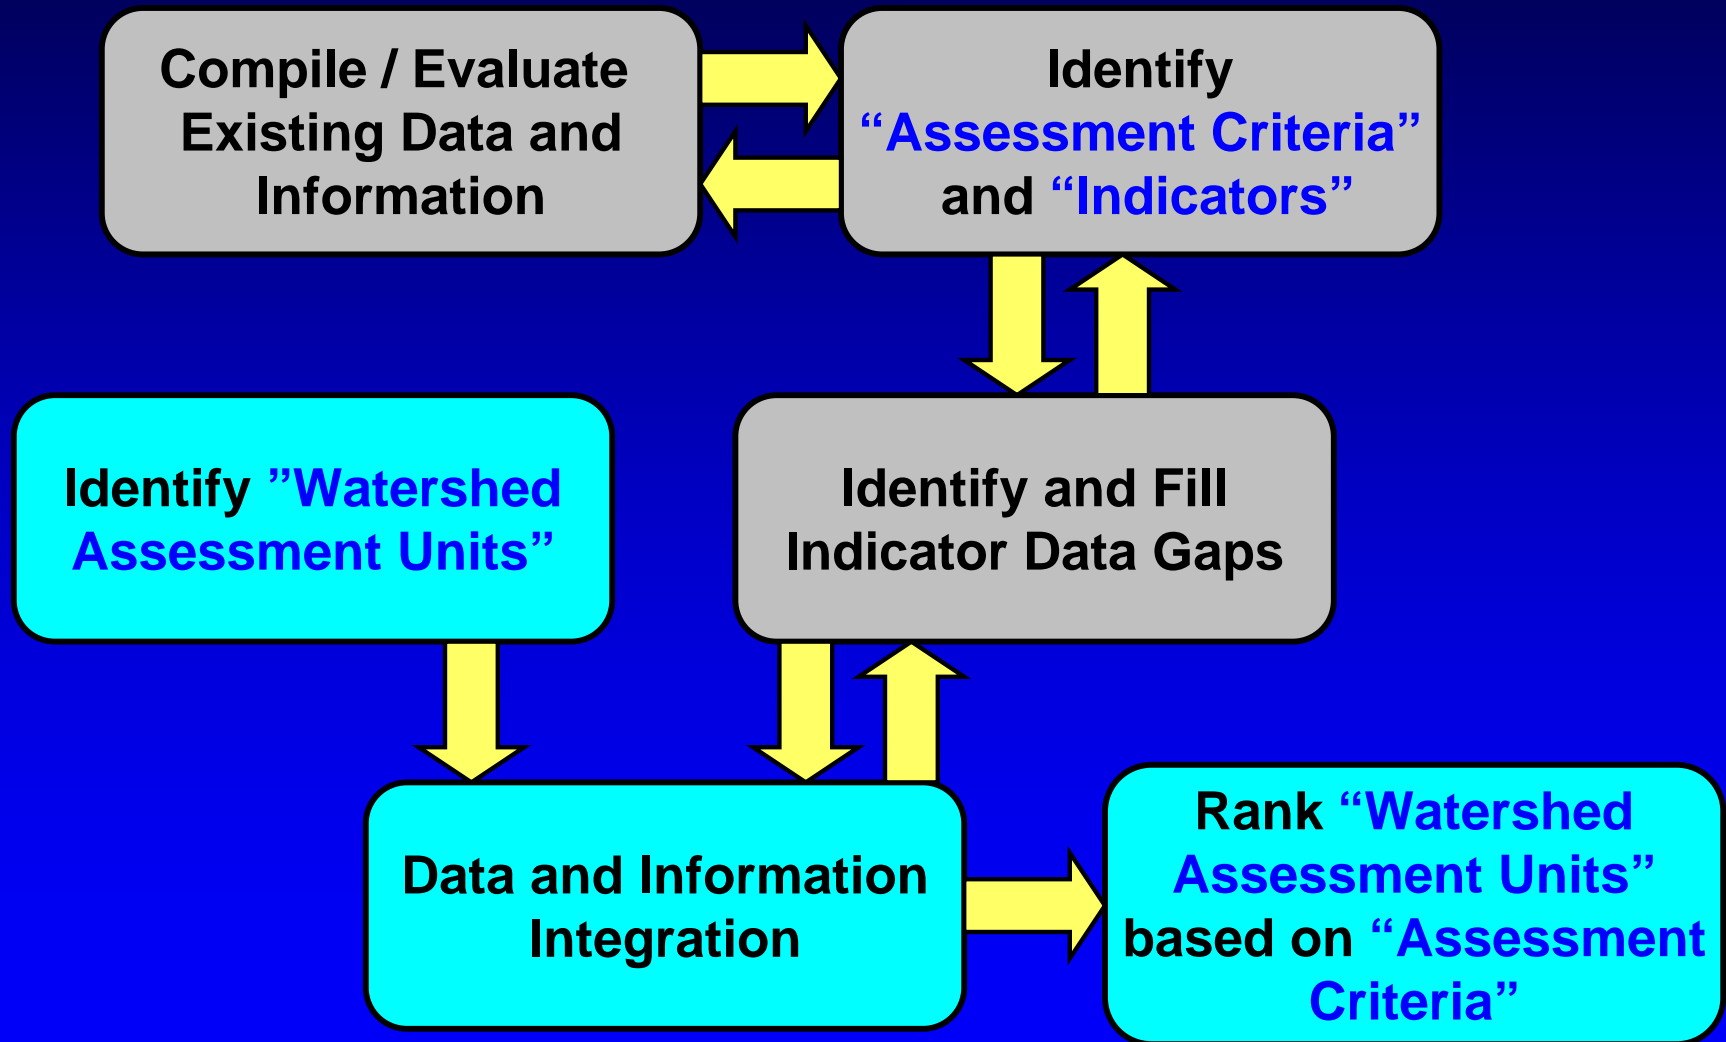 Compile / Evaluate
Existing Data and
Information
Identify
“Assessment Criteria”
and “Indicators”
Identify ”Watershed
Assessment Units”
Identify and Fill
Indicator Data Gaps
Data and Information
Integration
Rank “Watershed
Assessment Units”
based on “Assessment
Criteria”